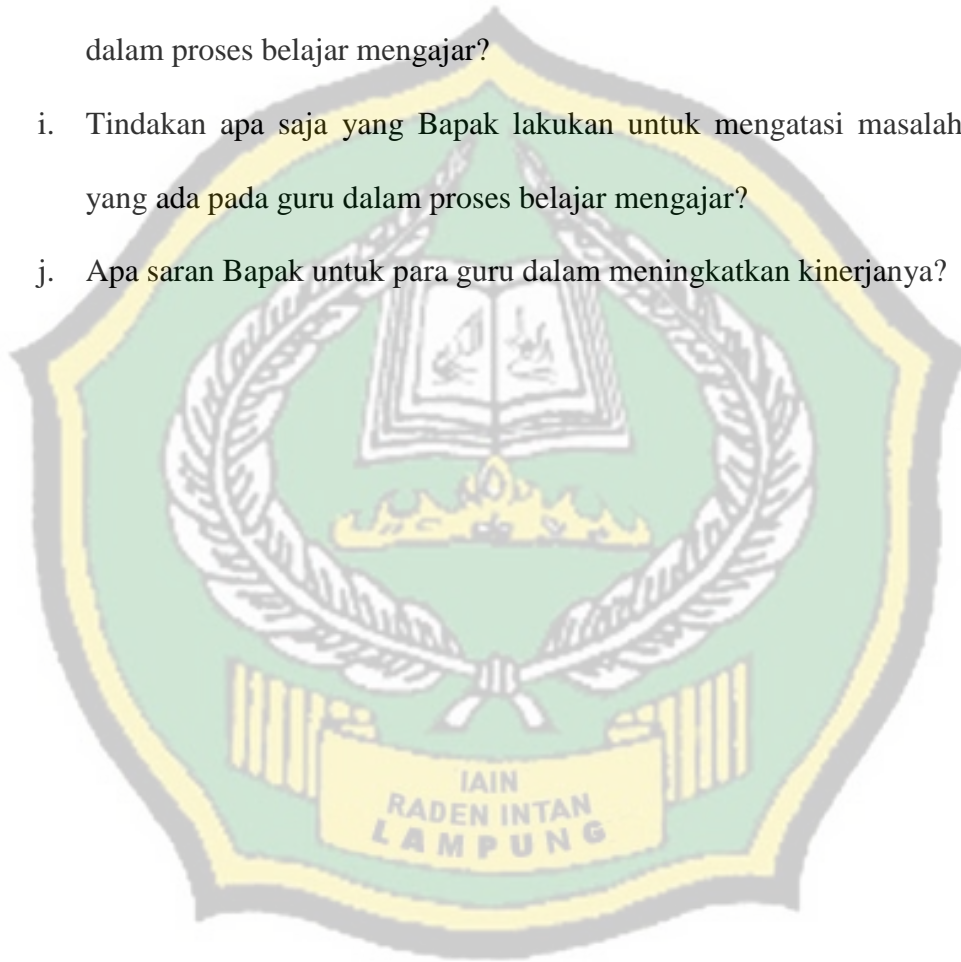 dalam proses belajar mengajar?
i. Tindakan apa saja yang Bapak lakukan untuk mengatasi masalah
yang ada pada guru dalam proses belajar mengajar?
j. Apa saran Bapak untuk para guru dalam meningkatkan kinerjanya?
IAIN
RADEN INTAN
LAMPUNG